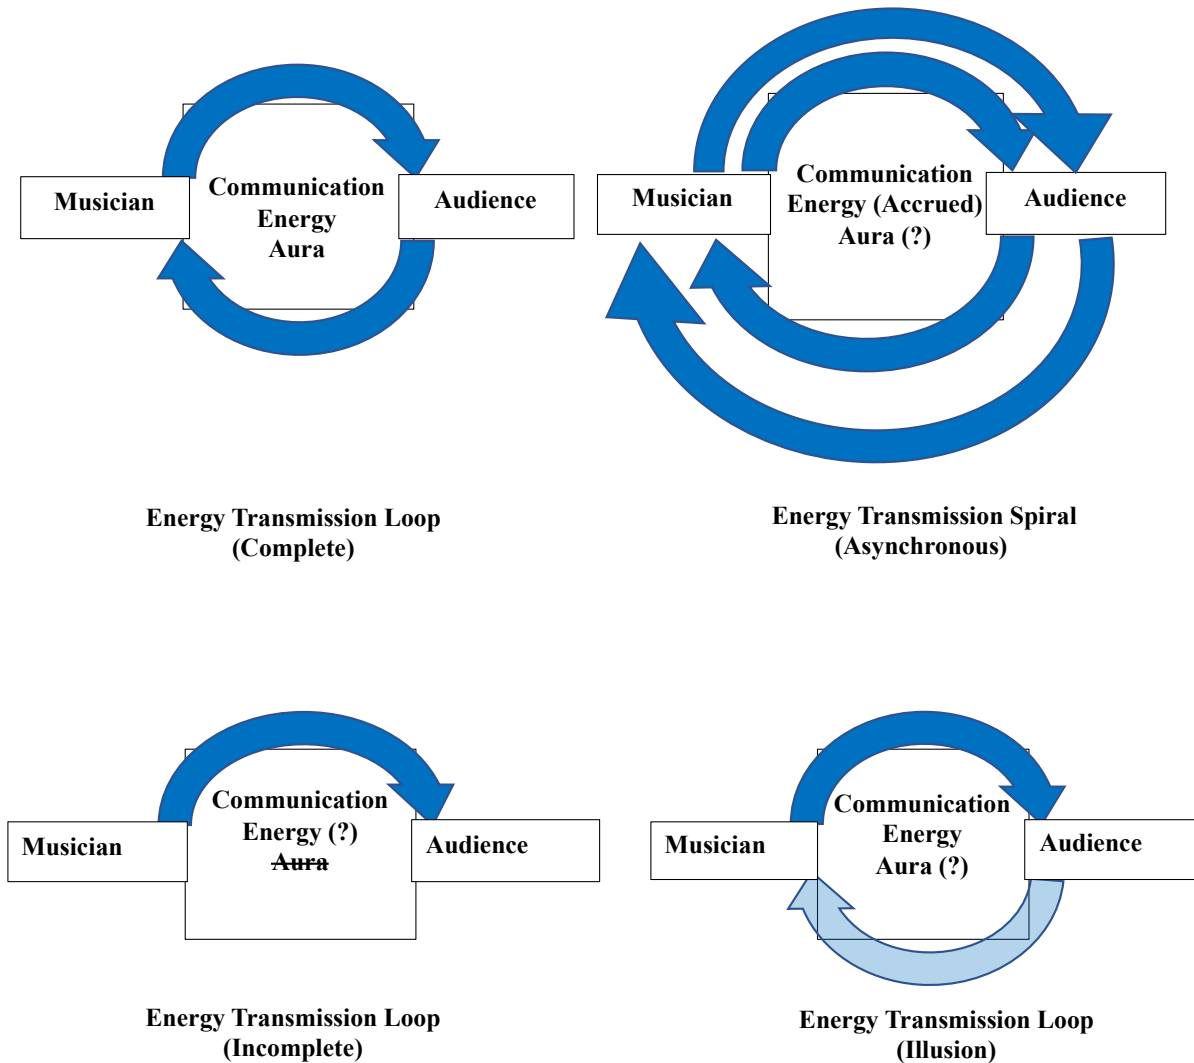 Musician
Communication
Energy
Aura
Audience
Energy Transmission Loop
(Complete)
Musician
Communication
Energy (Accrued)
Aura (?)
Audience
Energy Transmission Spiral
(Asynchronous)
Musician
Communication
Energy (?)
Aura
Audience
Energy Transmission Loop
(Incomplete)
Musician
Communication
Energy
Aura (?)
Audience
Energy Transmission Loop
(Illusion)